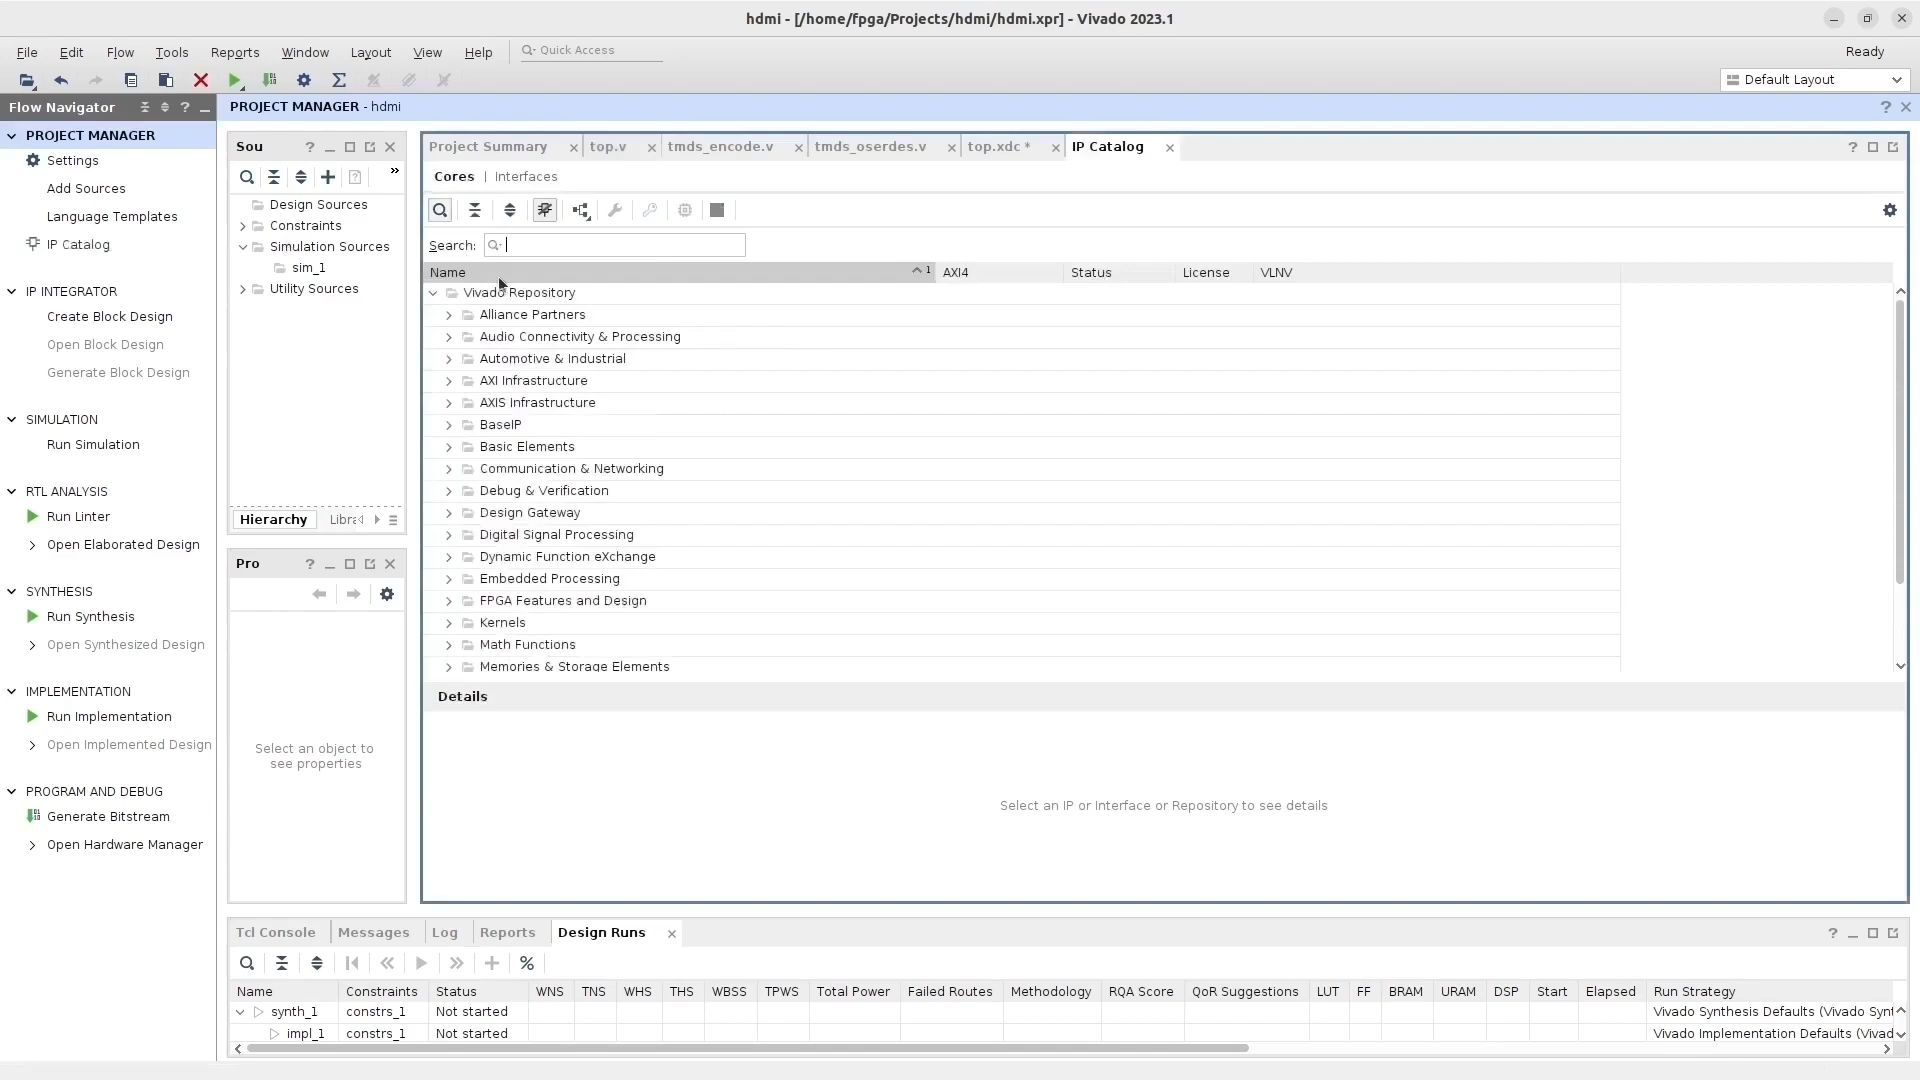 hdmi - [/home/fpga/Projects/hdmi/hdmi.xpr] - Vivado 2023.1
File Edit Flow Tools Reports Window Layout View Help Quick Access Ready
Default Layout
Flow Navigator
PROJECT MANAGER
Settings
Add Sources
Language Templates
IP Catalog
IP INTEGRATOR
Create Block Design
Open Block Design
Generate Block Design
SIMULATION
Run Simulation
RTL ANALYSIS
Run Linter
Open Elaborated Design
SYNTHESIS
Run Synthesis
Open Synthesized Design
IMPLEMENTATION
Run Implementation
Open Implemented Design
PROGRAM AND DEBUG
Generate Bitstream
Open Hardware Manager
PROJECT MANAGER - hdmi
Sou
Design Sources
Constraints
Simulation Sources
sim_1
Utility Sources
Hierarchy Libra
Pro
Select an object to
see properties
Project Summary top.v tmds_encode.v tmds_oserdes.v top.xdc * IP Catalog
Cores | Interfaces
Search:
Name 1 AXI4 Status License VLNV
Vivado Repository
Alliance Partners
Audio Connectivity & Processing
Automotive & Industrial
AXI Infrastructure
AXIS Infrastructure
BaseIP
Basic Elements
Communication & Networking
Debug & Verification
Design Gateway
Digital Signal Processing
Dynamic Function eXchange
Embedded Processing
FPGA Features and Design
Kernels
Math Functions
Memories & Storage Elements
Details
Select an IP or Interface or Repository to see details
Tcl Console Messages Log Reports Design Runs
Name Constraints Status WNS TNS WHS THS WBSS TPWS Total Power Failed Routes Methodology RQA Score QoR Suggestions LUT FF BRAM URAM DSP Start Elapsed Run Strategy
synth_1 constrs_1 Not started Vivado Synthesis Defaults (Vivado Synt
impl_1 constrs_1 Not started Vivado Implementation Defaults (Vivad